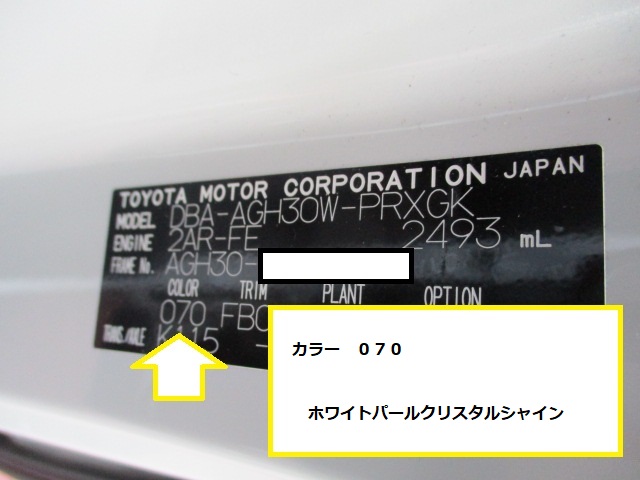 TOYOTA MOTOR CORPORATION JAPAN
MODEL DBA-AGH30W-PRXGK
ENGINE 2AR-FE 2493 mL
FRAME No. AGH30-
COLOR TRIM PLANT OPTION
070
TRANS/AXLE K115 -
カラー 070
ホワイトパールクリスタルシャイン